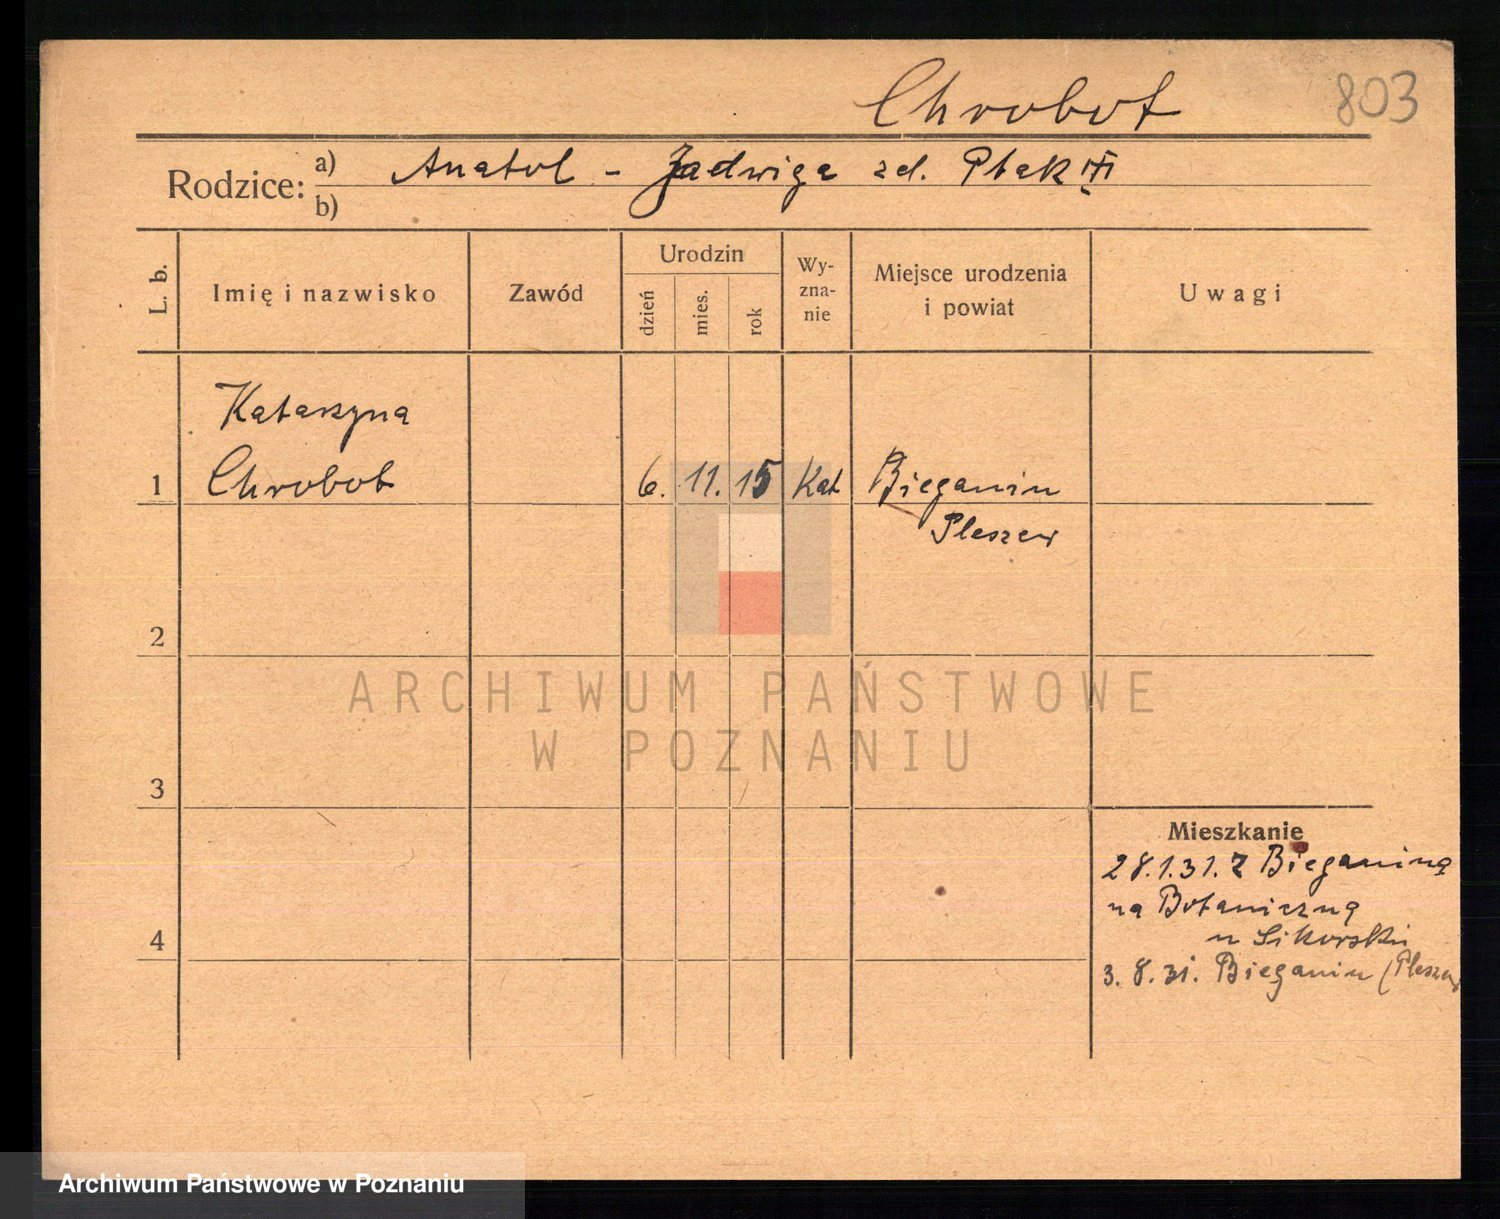 Chrobot 803
Rodzice: a) Anatol - Jadwiga zd. Ptak
b)
L. b. Imię i nazwisko Zawód Urodzin dzień mies. rok Wy-zna-nie Miejsce urodzenia i powiat Uwagi
Katarzyna
1 Chrobot 6. 11. 15 Kat Bieganin
Pleszew
2
ARCHIWUM PAŃSTWOWE
W POZNANIU
3
Mieszkanie
28.1.31. z Bieganina
na Botaniczną
4 u Sikorski
3. 8. 31. Bieganin (Pleszew
Archiwum Państwowe w Poznaniu